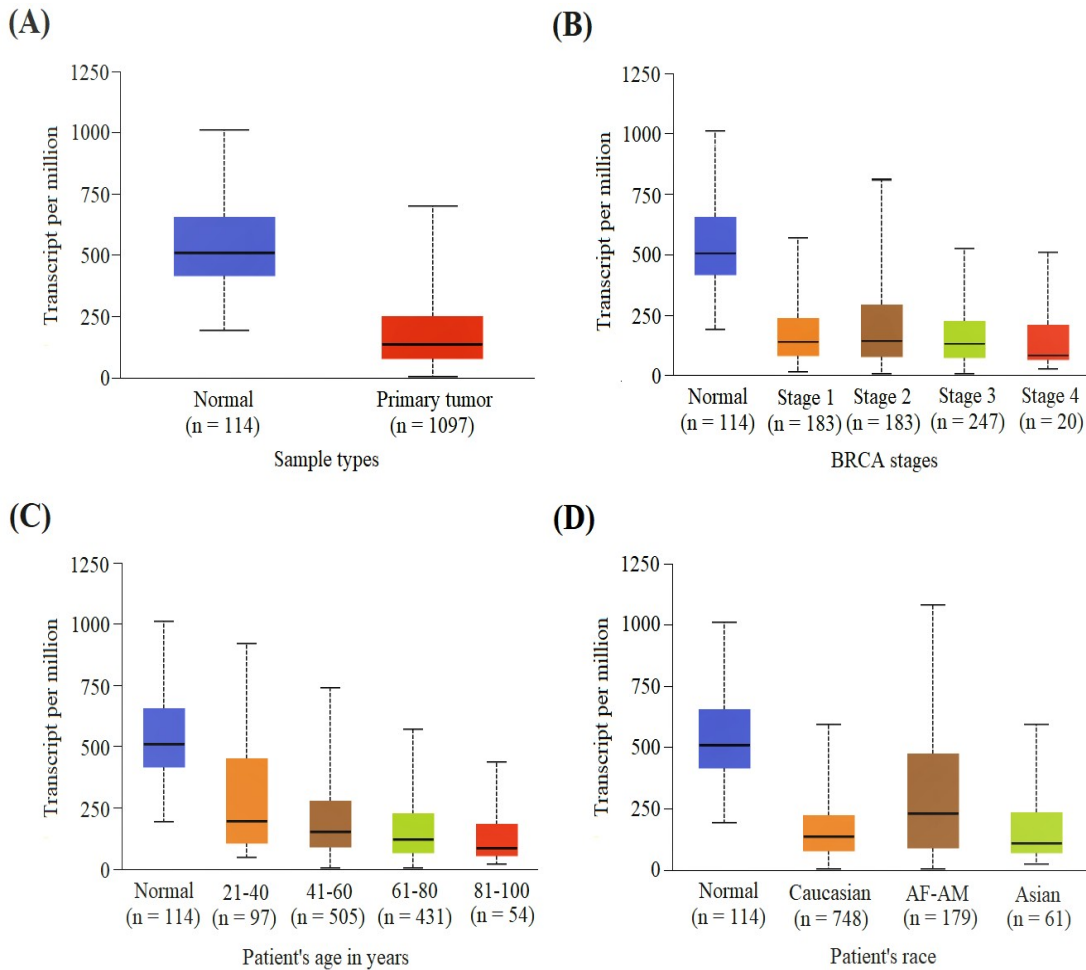 (A)
Transcript per million
1250
1000
750
500
250
0
Normal
(n = 114)
Primary tumor
(n = 1097)
Sample types
(B)
Transcript per million
1250
1000
750
500
250
0
Normal
(n = 114)
Stage 1
(n = 183)
Stage 2
(n = 183)
Stage 3
(n = 247)
Stage 4
(n = 20)
BRCA stages
(C)
Transcript per million
1250
1000
750
500
250
0
Normal
(n = 114)
21-40
(n = 97)
41-60
(n = 505)
61-80
(n = 431)
81-100
(n = 54)
Patient's age in years
(D)
Transcript per million
1250
1000
750
500
250
0
Normal
(n = 114)
Caucasian
(n = 748)
AF-AM
(n = 179)
Asian
(n = 61)
Patient's race